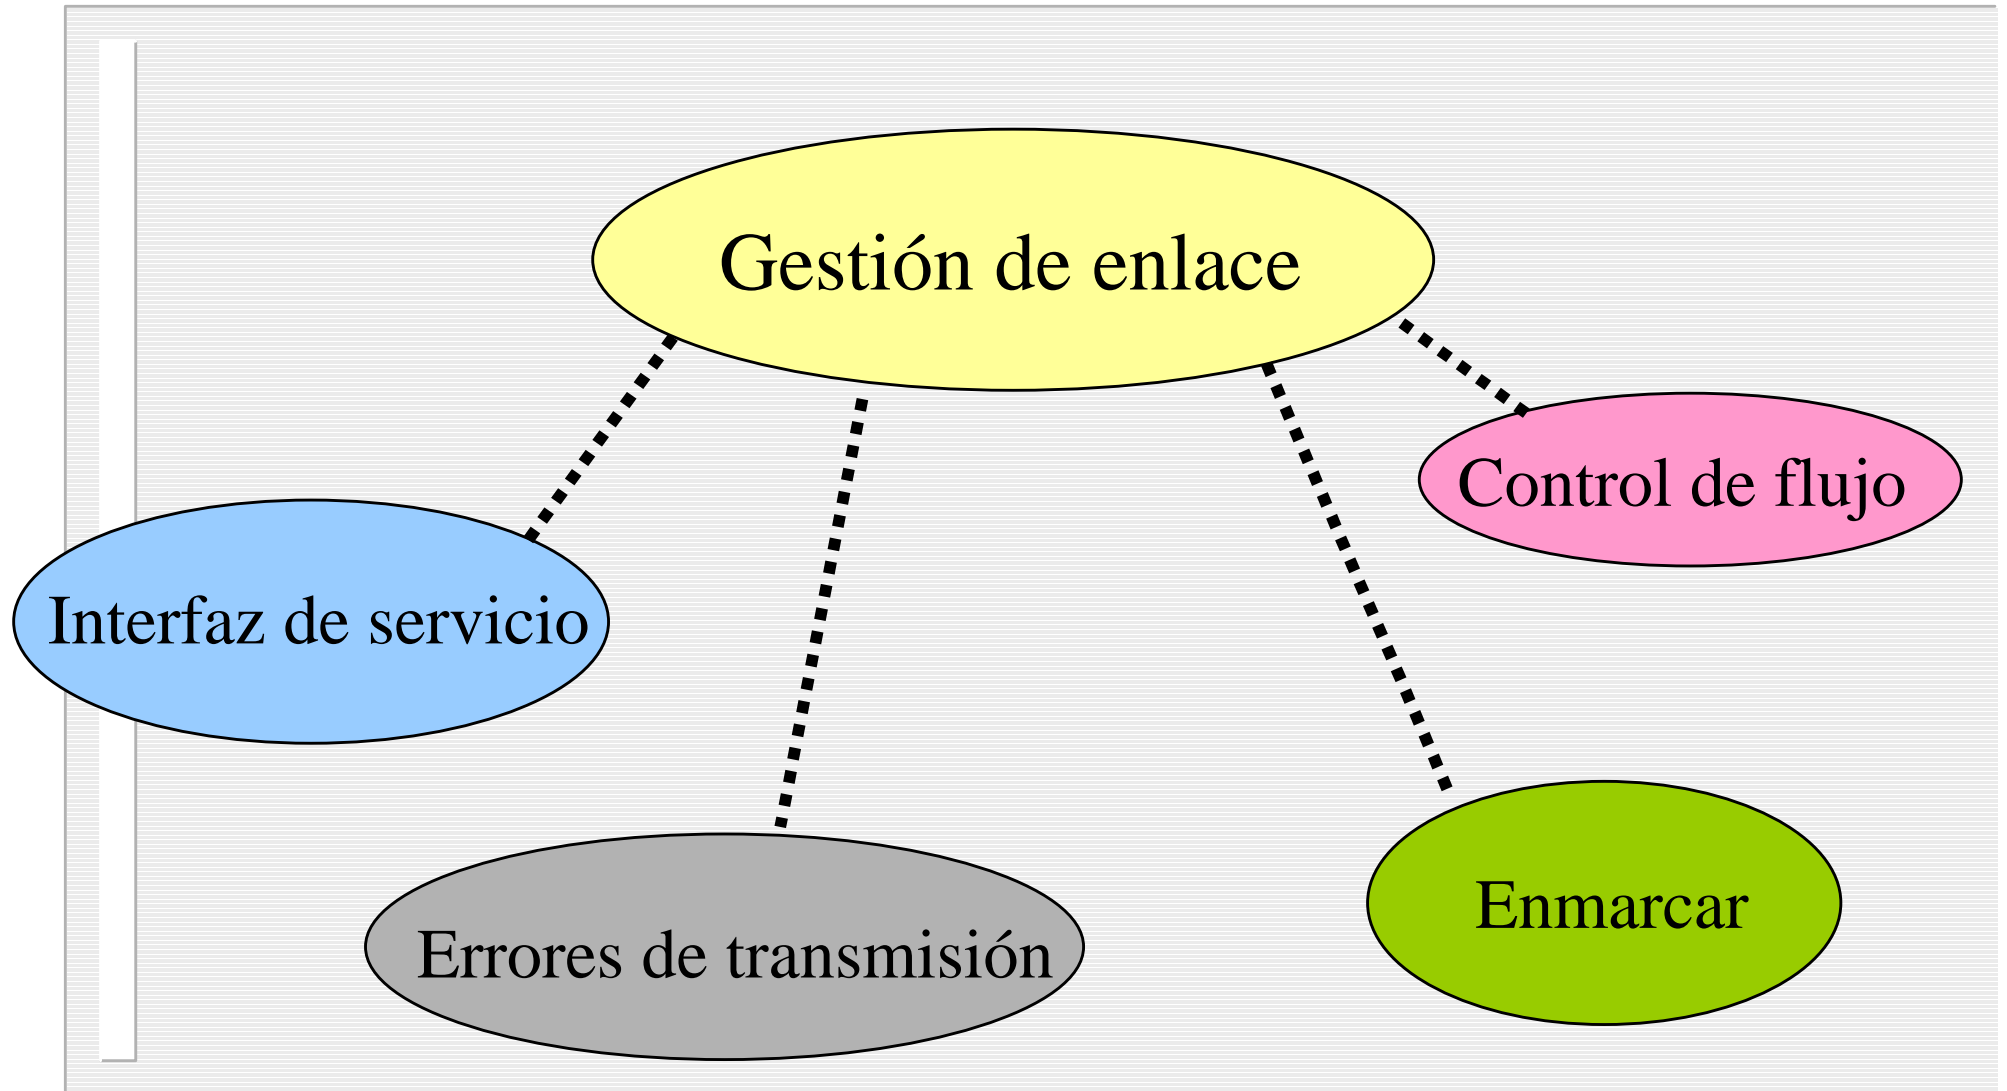 Gestión de enlace
Control de flujo
Interfaz de servicio
Enmarcar
Errores de transmisión